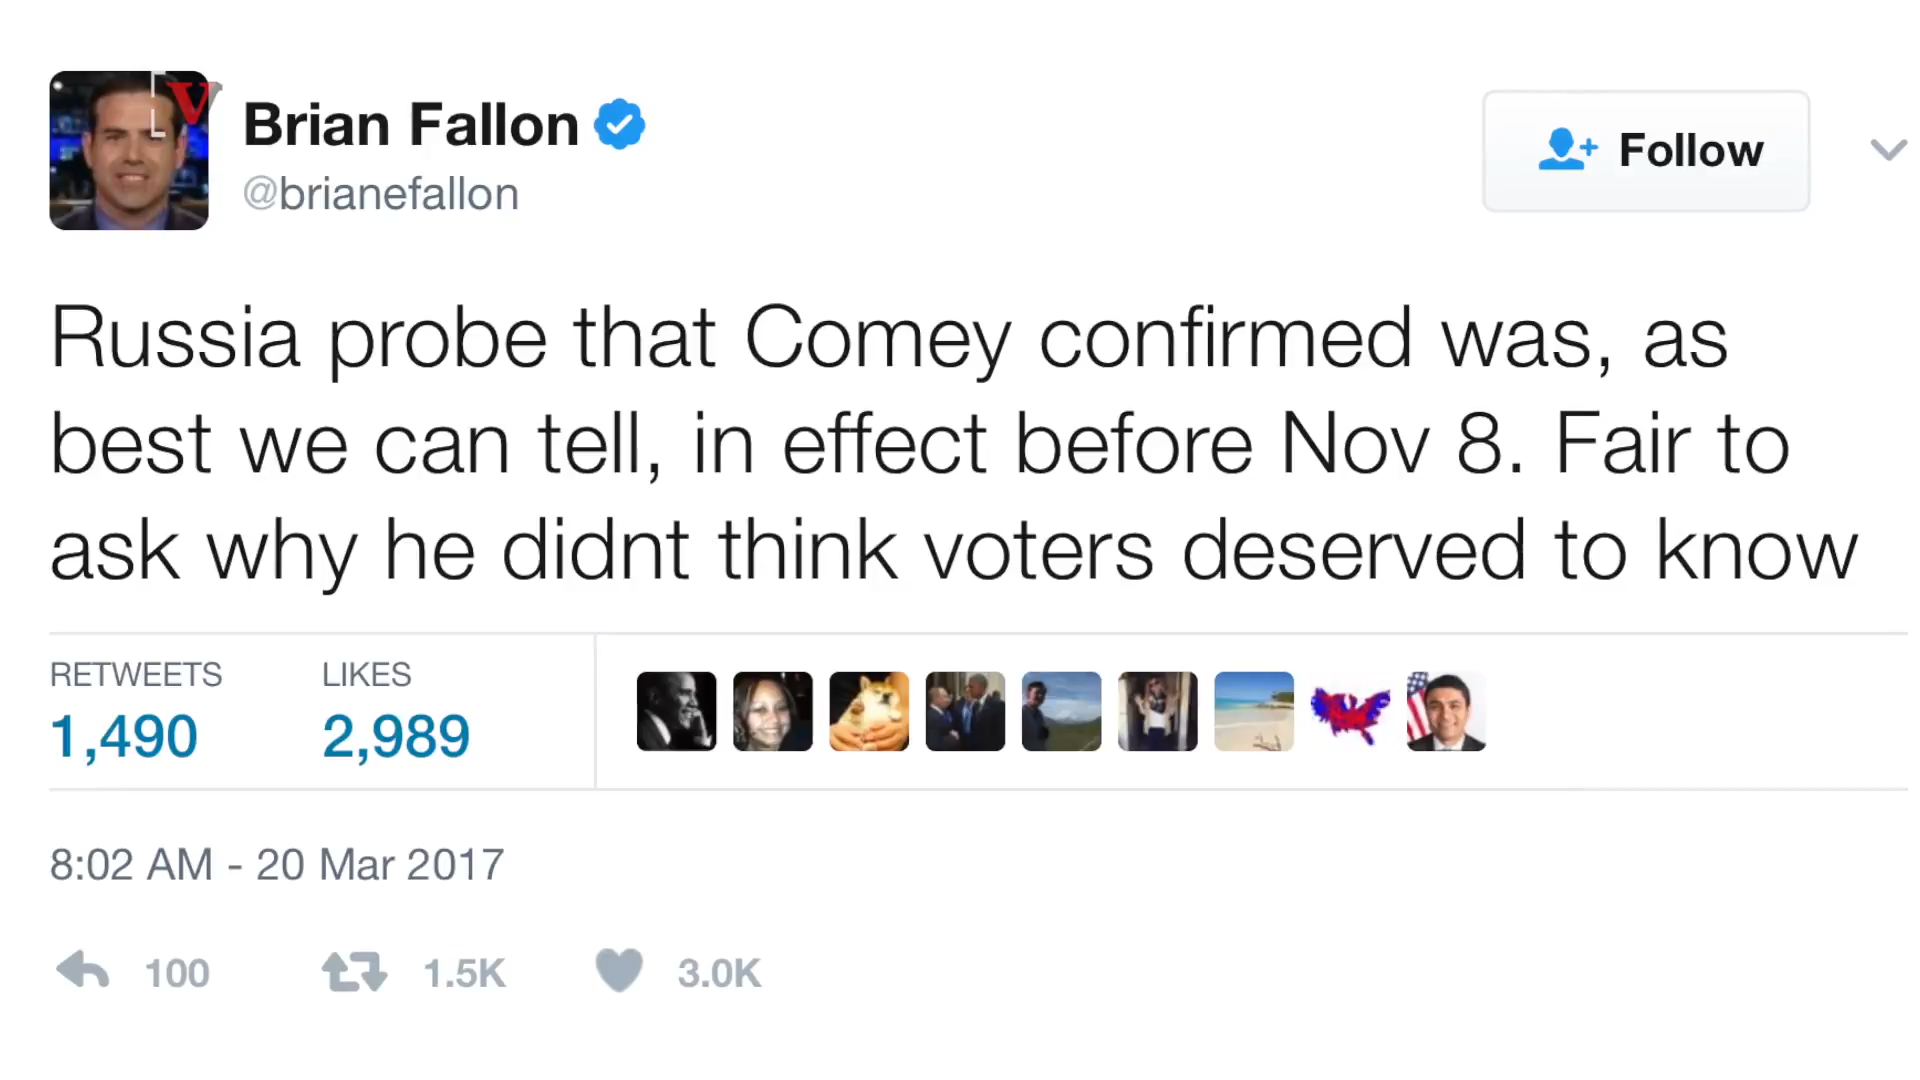 V
Brian Fallon
@brianefallon
Follow
Russia probe that Comey confirmed was, as
best we can tell, in effect before Nov 8. Fair to
ask why he didnt think voters deserved to know
RETWEETS LIKES
1,490 2,989
8:02 AM - 20 Mar 2017
100 1.5K 3.0K